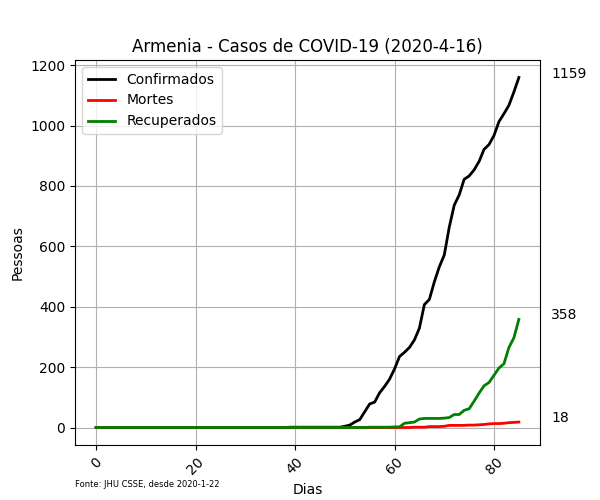 Armenia - Casos de COVID-19 (2020-4-16)
Confirmados
Mortes
Recuperados
1200
1000
800
600
400
200
0
Pessoas
1159
358
18
0
20
40
60
80
Dias
Fonte: JHU CSSE, desde 2020-1-22